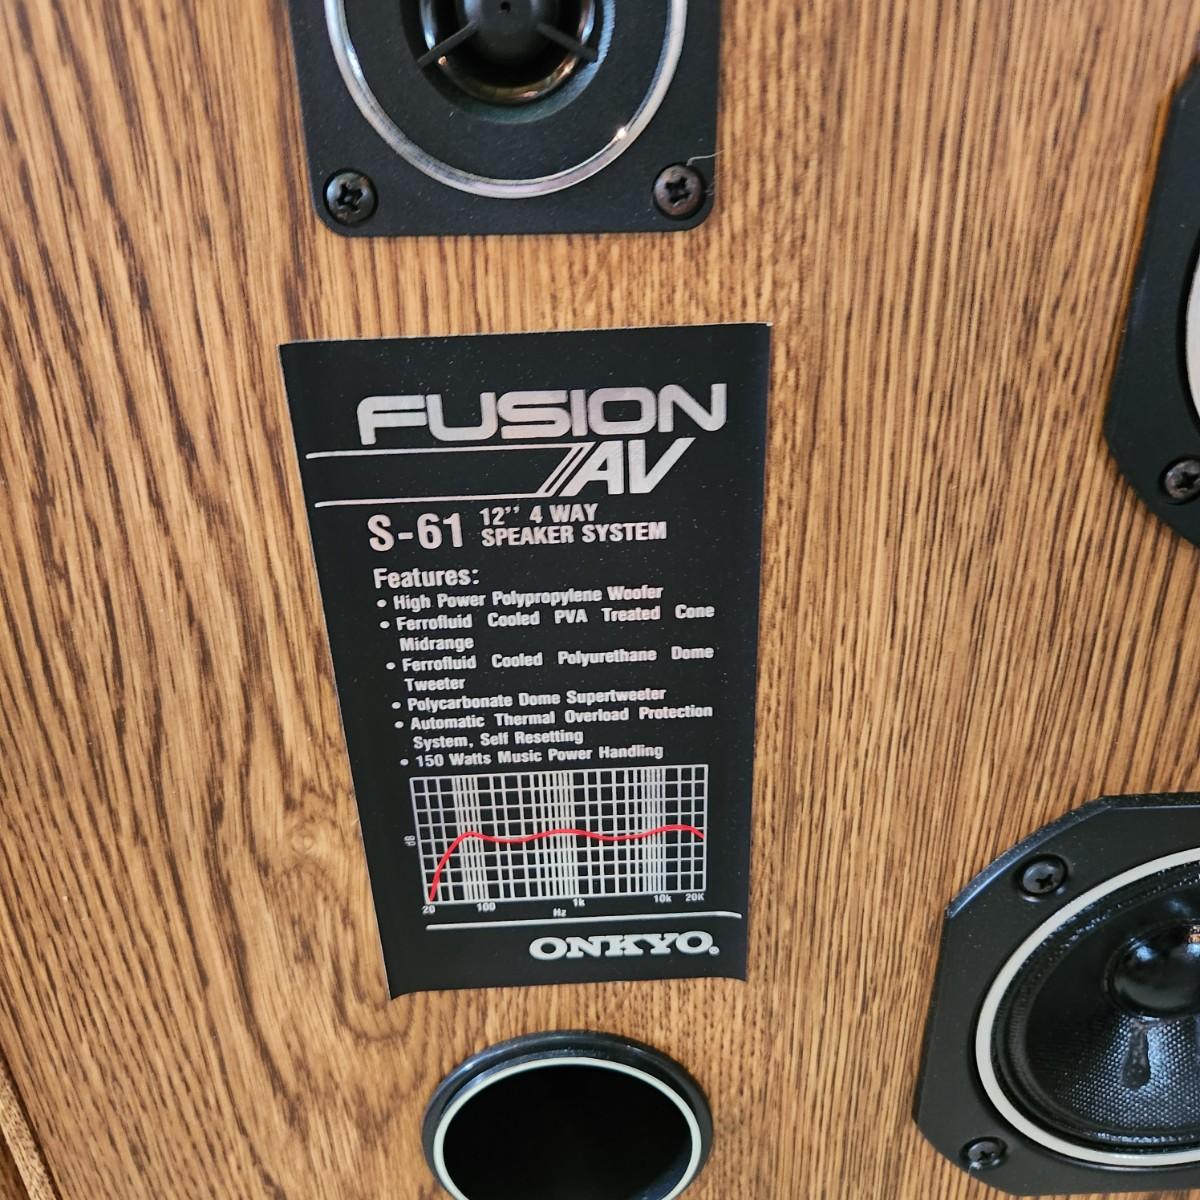 FUSION
AV
S-61 12'' 4 WAY
SPEAKER SYSTEM
Features:
• High Power Polypropylene Woofer
• Ferrofluid Cooled PVA Treated Cone
Midrange
• Ferrofluid Cooled Polyurethane Dome
Tweeter
• Polycarbonate Dome Supertweeter
• Automatic Thermal Overload Protection
System, Self Resetting
• 150 Watts Music Power Handling
dB
20 100 1k 10k 20K
Hz
ONKYO®